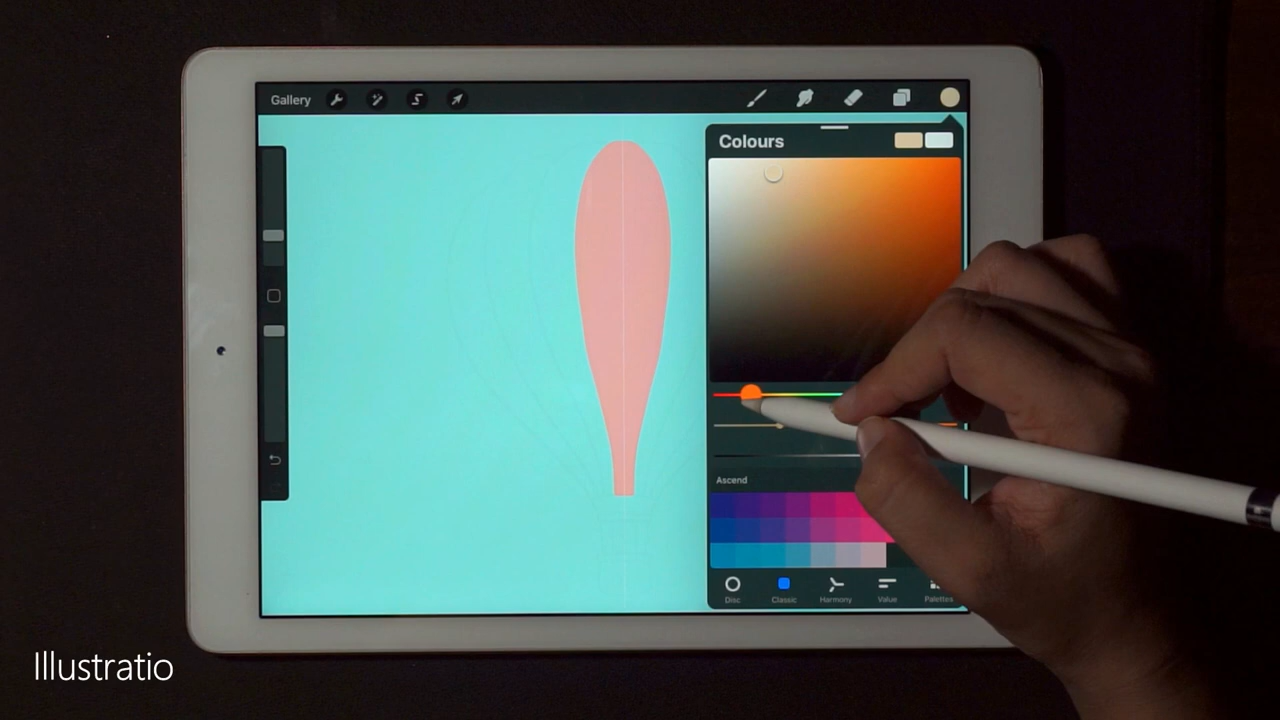 Gallery
Colours
Ascend
Disc
Classic
Harmony
Value
Palettes
Illustratio